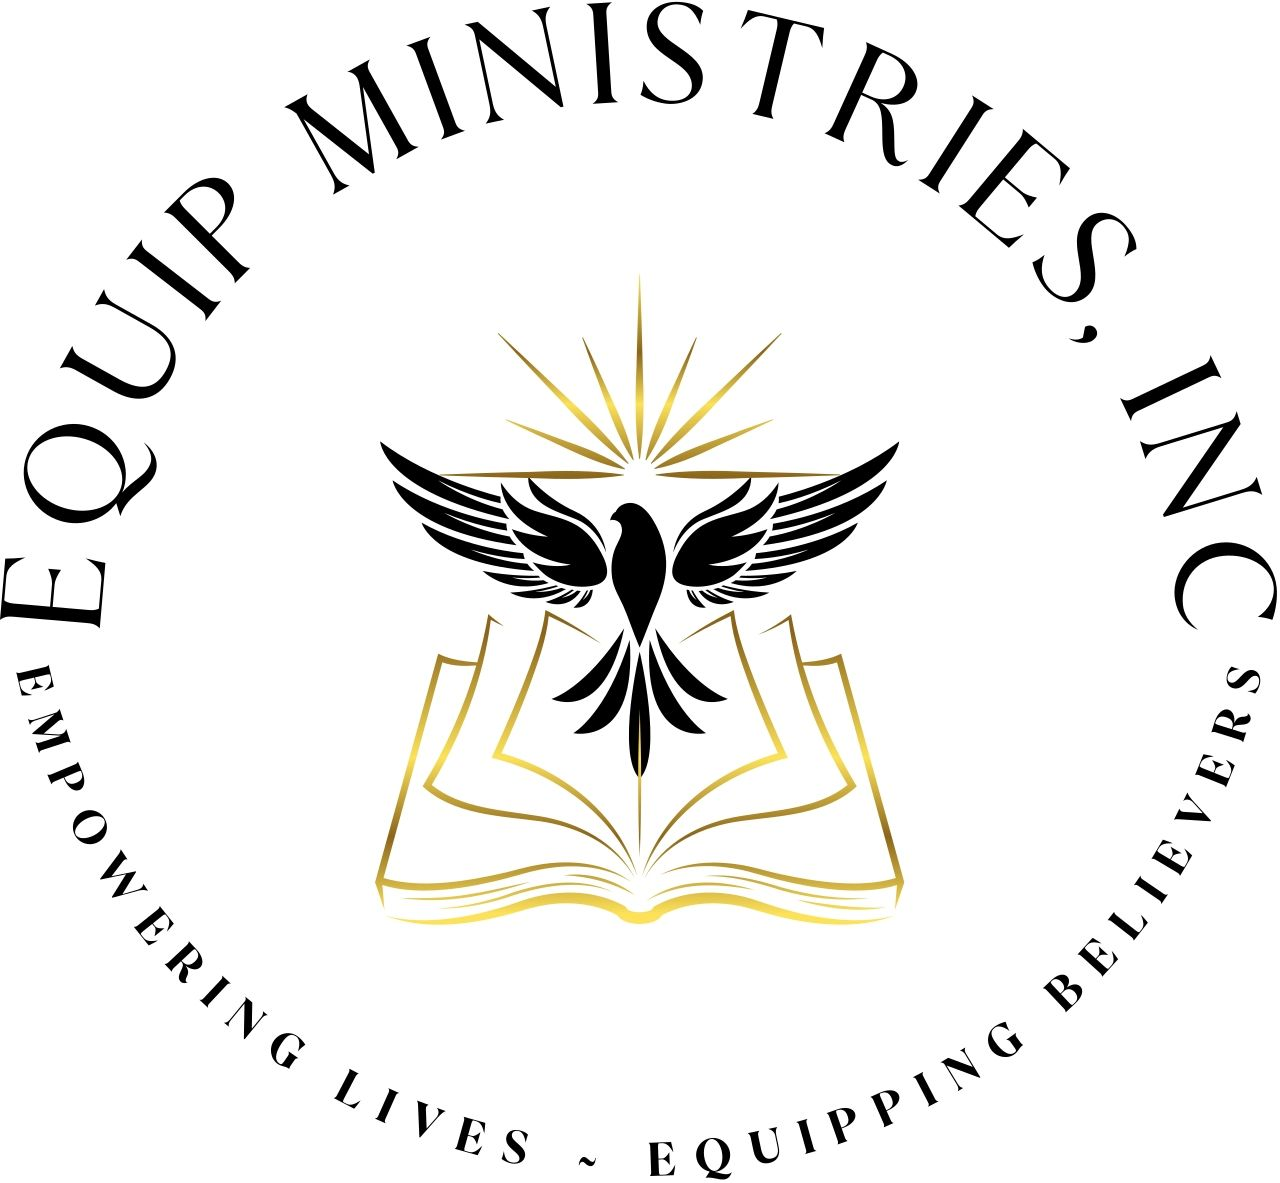 EQUIP MINISTRIES, INC
EMPOWERING LIVES ~ EQUIPPING BELIEVERS